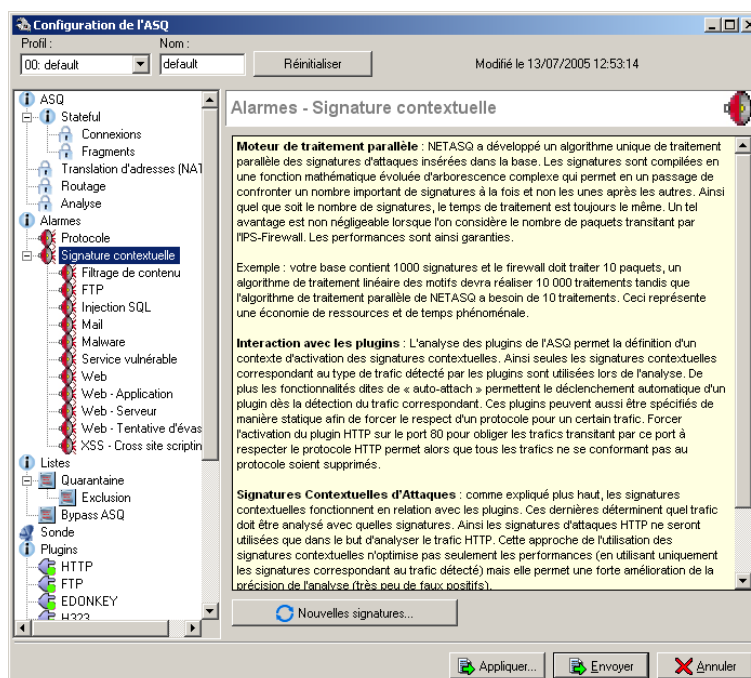 Configuration de l'ASQ
Profil :
Nom :
00: default
default
Réinitialiser
Modifié le 13/07/2005 12:53:14
ASQ
Stateful
Connexions
Fragments
Translation d'adresses (NAT
Routage
Analyse
Alarmes
Protocole
Signature contextuelle
Filtrage de contenu
FTP
Injection SQL
Mail
Malware
Service vulnérable
Web
Web - Application
Web - Serveur
Web - Tentative d'évas
XSS - Cross site scriptin
Listes
Quarantaine
Exclusion
Bypass ASQ
Sonde
Plugins
HTTP
FTP
EDONKEY
H323
Alarmes - Signature contextuelle
Moteur de traitement parallèle : NETASQ a développé un algorithme unique de traitement
parallèle des signatures d'attaques insérées dans la base. Les signatures sont compilées en
une fonction mathématique évoluée d'arborescence complexe qui permet en un passage de
confronter un nombre important de signatures à la fois et non les unes après les autres. Ainsi
quel que soit le nombre de signatures, le temps de traitement est toujours le même. Un tel
avantage est non négligeable lorsque l'on considère le nombre de paquets transitant par
l'IPS-Firewall. Les performances sont ainsi garanties.
Exemple : votre base contient 1000 signatures et le firewall doit traiter 10 paquets, un
algorithme de traitement linéaire des motifs devra réaliser 10 000 traitements tandis que
l'algorithme de traitement parallèle de NETASQ a besoin de 10 traitements. Ceci représente
une économie de ressources et de temps phénoménale.
Interaction avec les plugins : L'analyse des plugins de l'ASQ permet la définition d'un
contexte d'activation des signatures contextuelles. Ainsi seules les signatures contextuelles
correspondant au type de trafic détecté par les plugins sont utilisées lors de l'analyse. De
plus les fonctionnalités dites de « auto-attach » permettent le déclenchement automatique d'un
plugin dès la détection du trafic correspondant. Ces plugins peuvent aussi être spécifiés de
manière statique afin de forcer le respect d'un protocole pour un certain trafic. Forcer
l'activation du plugin HTTP sur le port 80 pour obliger les trafics transitant par ce port à
respecter le protocole HTTP permet alors que tous les trafics ne se conformant pas au
protocole soient supprimés.
Signatures Contextuelles d'Attaques : comme expliqué plus haut, les signatures
contextuelles fonctionnent en relation avec les plugins. Ces dernières déterminent quel trafic
doit être analysé avec quelles signatures. Ainsi les signatures d'attaques HTTP ne seront
utilisées que dans le but d'analyser le trafic HTTP. Cette approche de l'utilisation des
signatures contextuelles n'optimise pas seulement les performances (en utilisant uniquement
les signatures correspondant au trafic détecté) mais elle permet une forte amélioration de la
précision de l'analyse (très peu de faux positifs).
Nouvelles signatures...
Appliquer...
Envoyer
Annuler